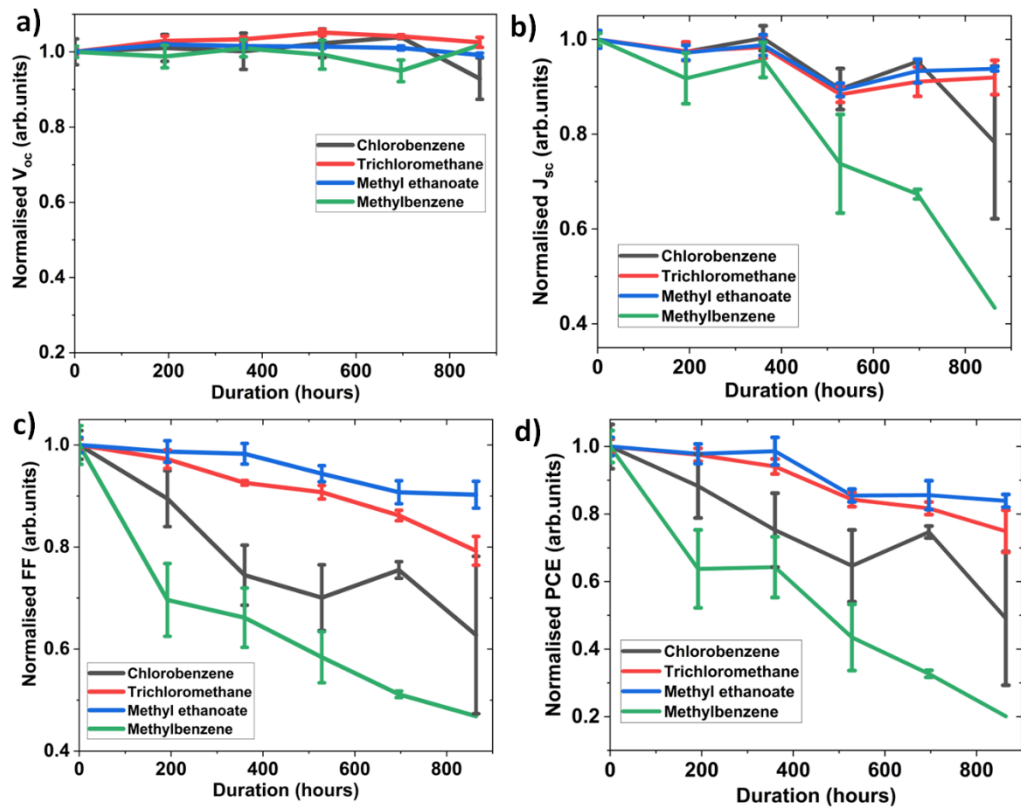 a)
Normalised Voc (arb.units)
1.0
0.8
0.6
0.4
0.2
Chlorobenzene
Trichloromethane
Methyl ethanoate
Methylbenzene
0 200 400 600 800
Duration (hours)
b)
Normalised Jsc (arb.units)
1.0
0.8
0.6
0.4
Chlorobenzene
Trichloromethane
Methyl ethanoate
Methylbenzene
0 200 400 600 800
Duration (hours)
c)
Normalised FF (arb.units)
1.0
0.8
0.6
0.4
Chlorobenzene
Trichloromethane
Methyl ethanoate
Methylbenzene
0 200 400 600 800
Duration (hours)
d)
Normalised PCE (arb.units)
1.0
0.8
0.6
0.4
0.2
Chlorobenzene
Trichloromethane
Methyl ethanoate
Methylbenzene
0 200 400 600 800
Duration (hours)